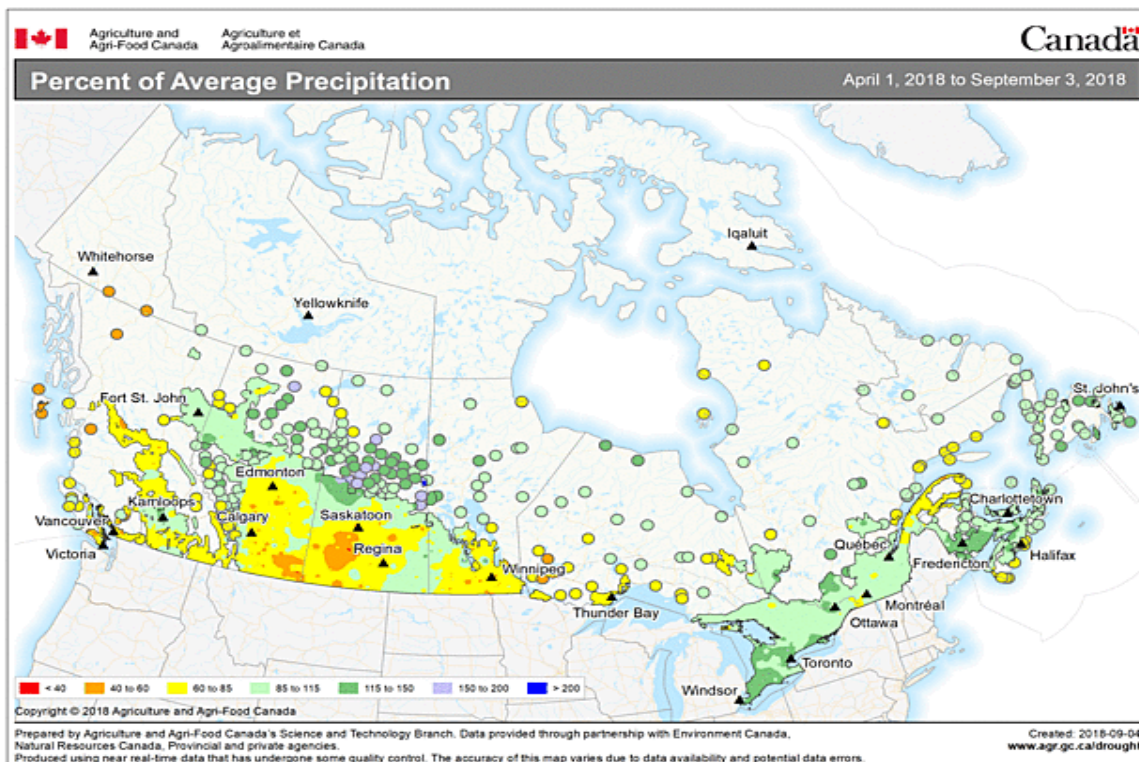 Agriculture and Agriculture et
Agri-Food Canada Agroalimentaire Canada
Canada
Percent of Average Precipitation April 1, 2018 to September 3, 2018
Iqaluit
Whitehorse
Yellowknife
St. John's
Fort St. John
Edmonton
Charlottetown
Kamloops
Calgary
Saskatoon
Vancouver
Regina
Québec
Victoria
Halifax
Winnipeg
Fredericton
Thunder Bay
Montréal
Ottawa
Toronto
Windsor
< 40 40 to 60 60 to 85 85 to 115 115 to 150 150 to 200 > 200
Copyright © 2018 Agriculture and Agri-Food Canada
Prepared by Agriculture and Agri-Food Canada's Science and Technology Branch. Data provided through partnership with Environment Canada, Created: 2018-09-04
Natural Resources Canada, Provincial and private agencies. www.agr.gc.ca/drought
Produced using near real-time data that has undergone some quality control. The accuracy of this map varies due to data availability and potential data errors.